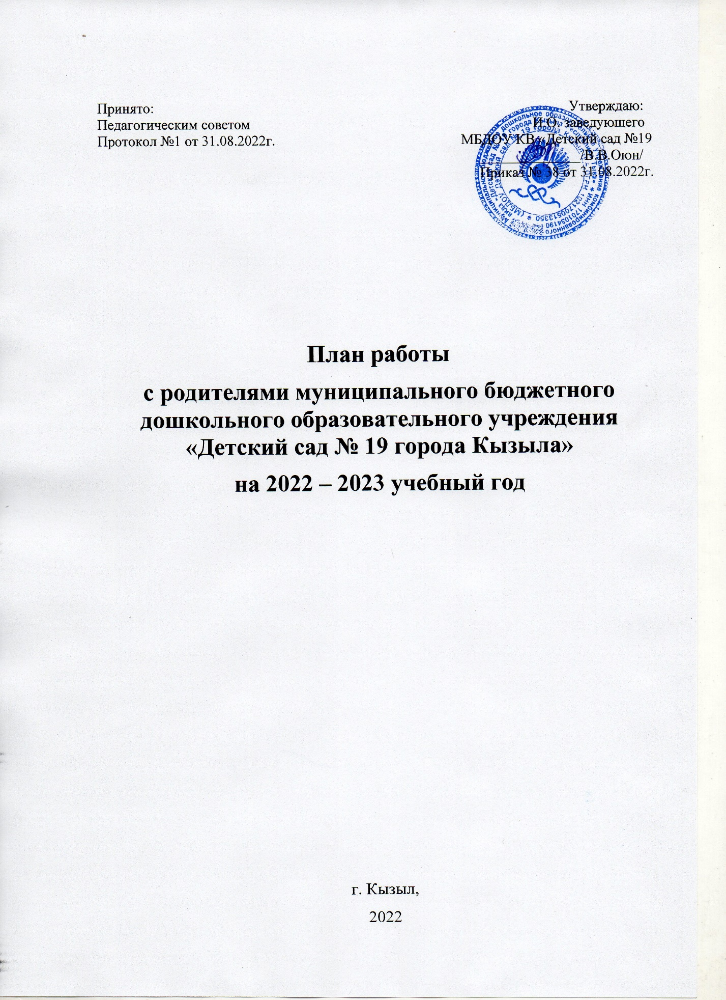 Принято:
Педагогическим советом
Протокол №1 от 31.08.2022г.
Утверждаю:
И.О. заведующего
МБДОУ КВ «Детский сад №19
/В.В.Оюн/
Приказ № 38 от 31.08.2022г.
План работы
с родителями муниципального бюджетного
дошкольного образовательного учреждения
«Детский сад № 19 города Кызыла»
на 2022 – 2023 учебный год
г. Кызыл,
2022